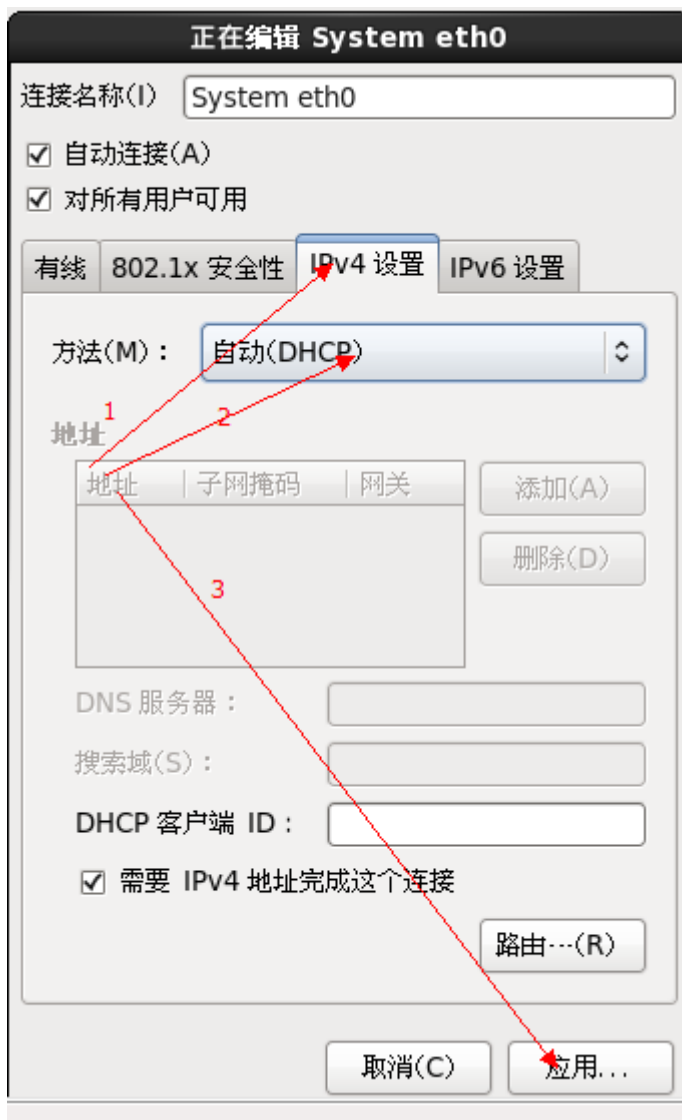 正在编辑 System eth0
连接名称(I) System eth0
自动连接(A)
对所有用户可用
有线 802.1x 安全性 IPv4 设置 IPv6 设置
方法(M)： 自动(DHCP)
1
2
地址
地址 子网掩码 网关 添加(A)
删除(D)
3
DNS 服务器：
搜索域(S)：
DHCP 客户端 ID：
需要 IPv4 地址完成这个连接
路由…(R)
取消(C) 应用...